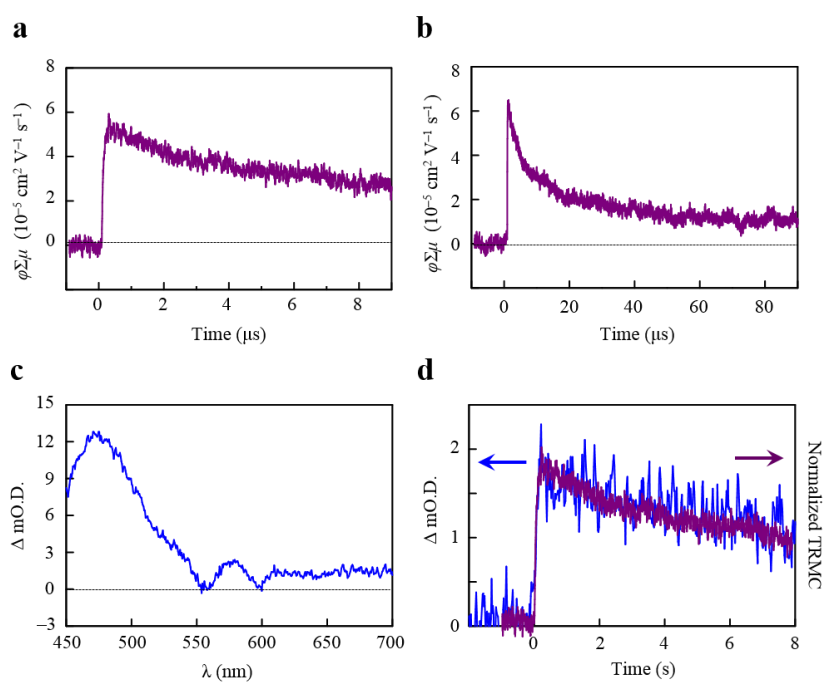 a
8
6
4
2
0
φΣμ (10⁻⁵ cm² V⁻¹ s⁻¹)
0 2 4 6 8
Time (μs)
b
8
6
4
2
0
φΣμ (10⁻⁵ cm² V⁻¹ s⁻¹)
0 20 40 60 80
Time (μs)
c
15
12
9
6
3
0
−3
Δ mO.D.
450 500 550 600 650 700
λ (nm)
d
2
1
0
Δ mO.D.
Normalized TRMC
0 2 4 6 8
Time (s)